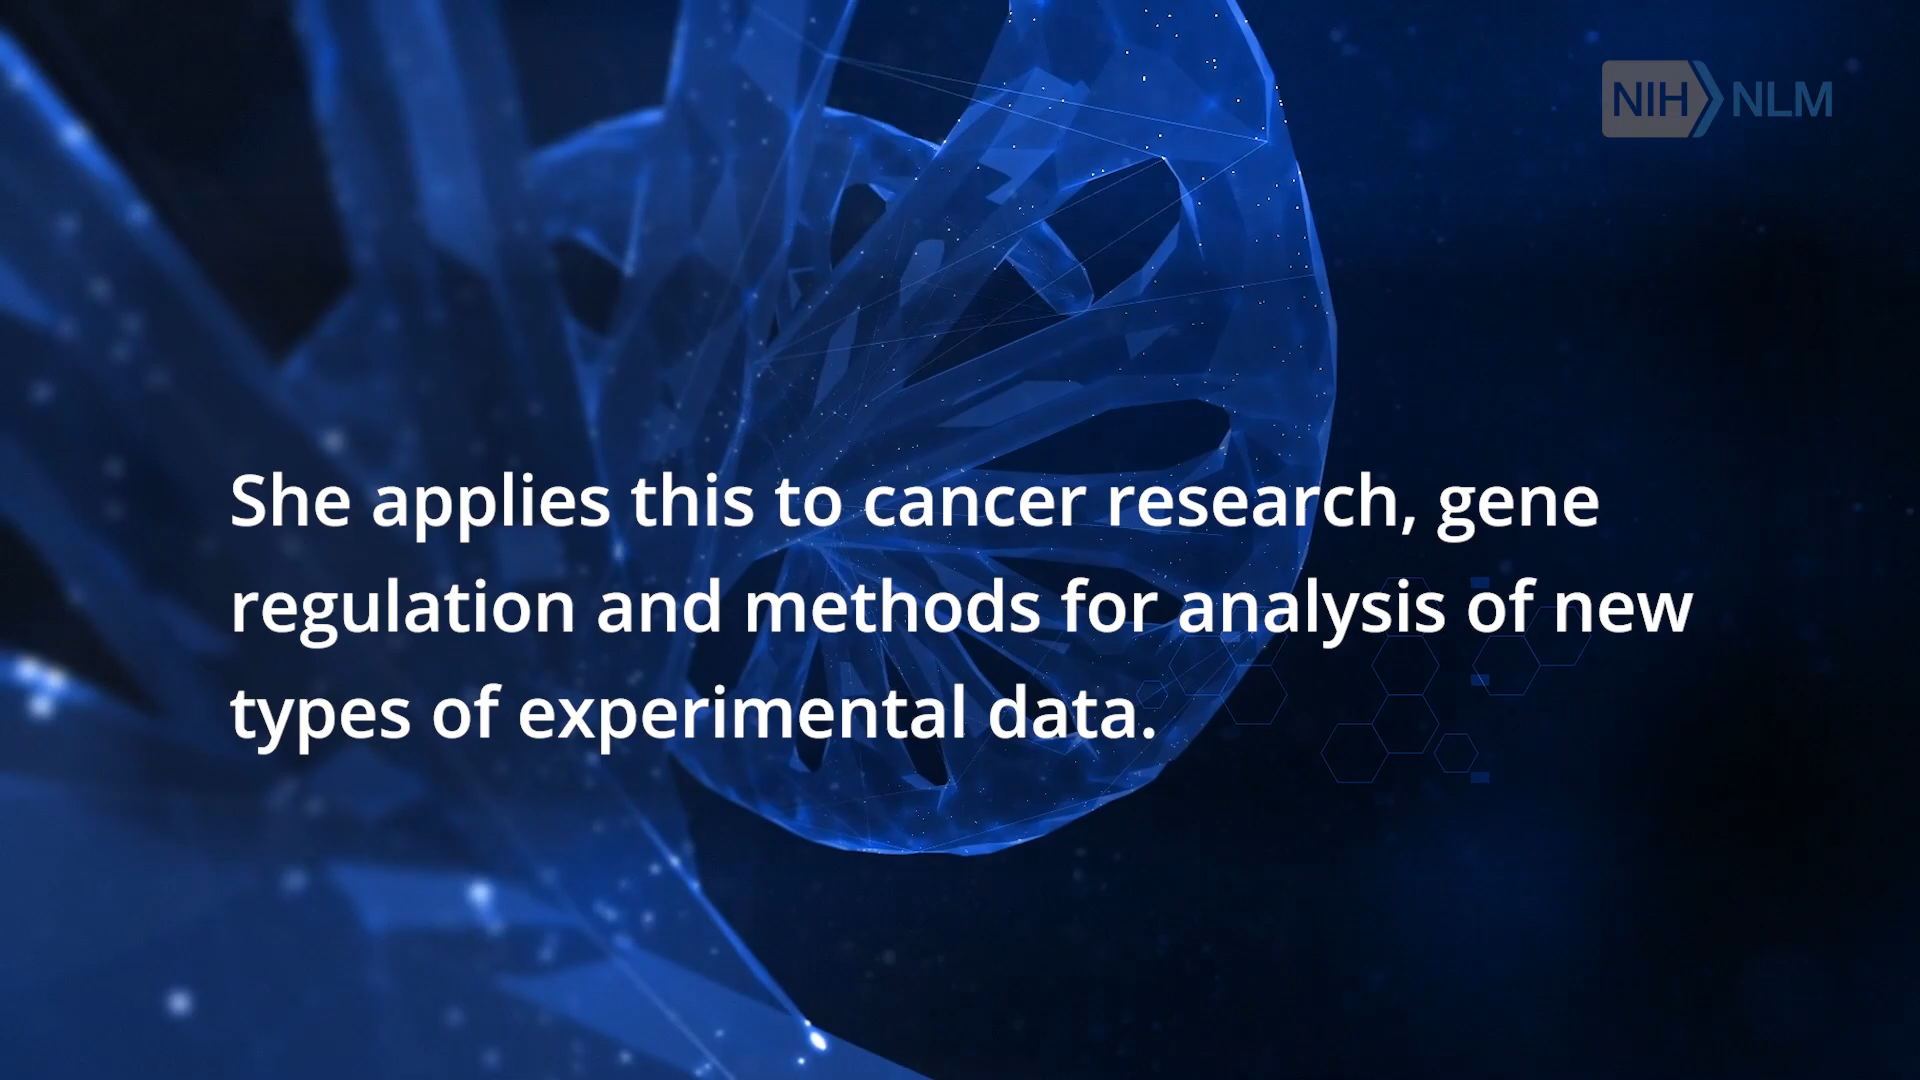 NIH NLM
She applies this to cancer research, gene
regulation and methods for analysis of new
types of experimental data.